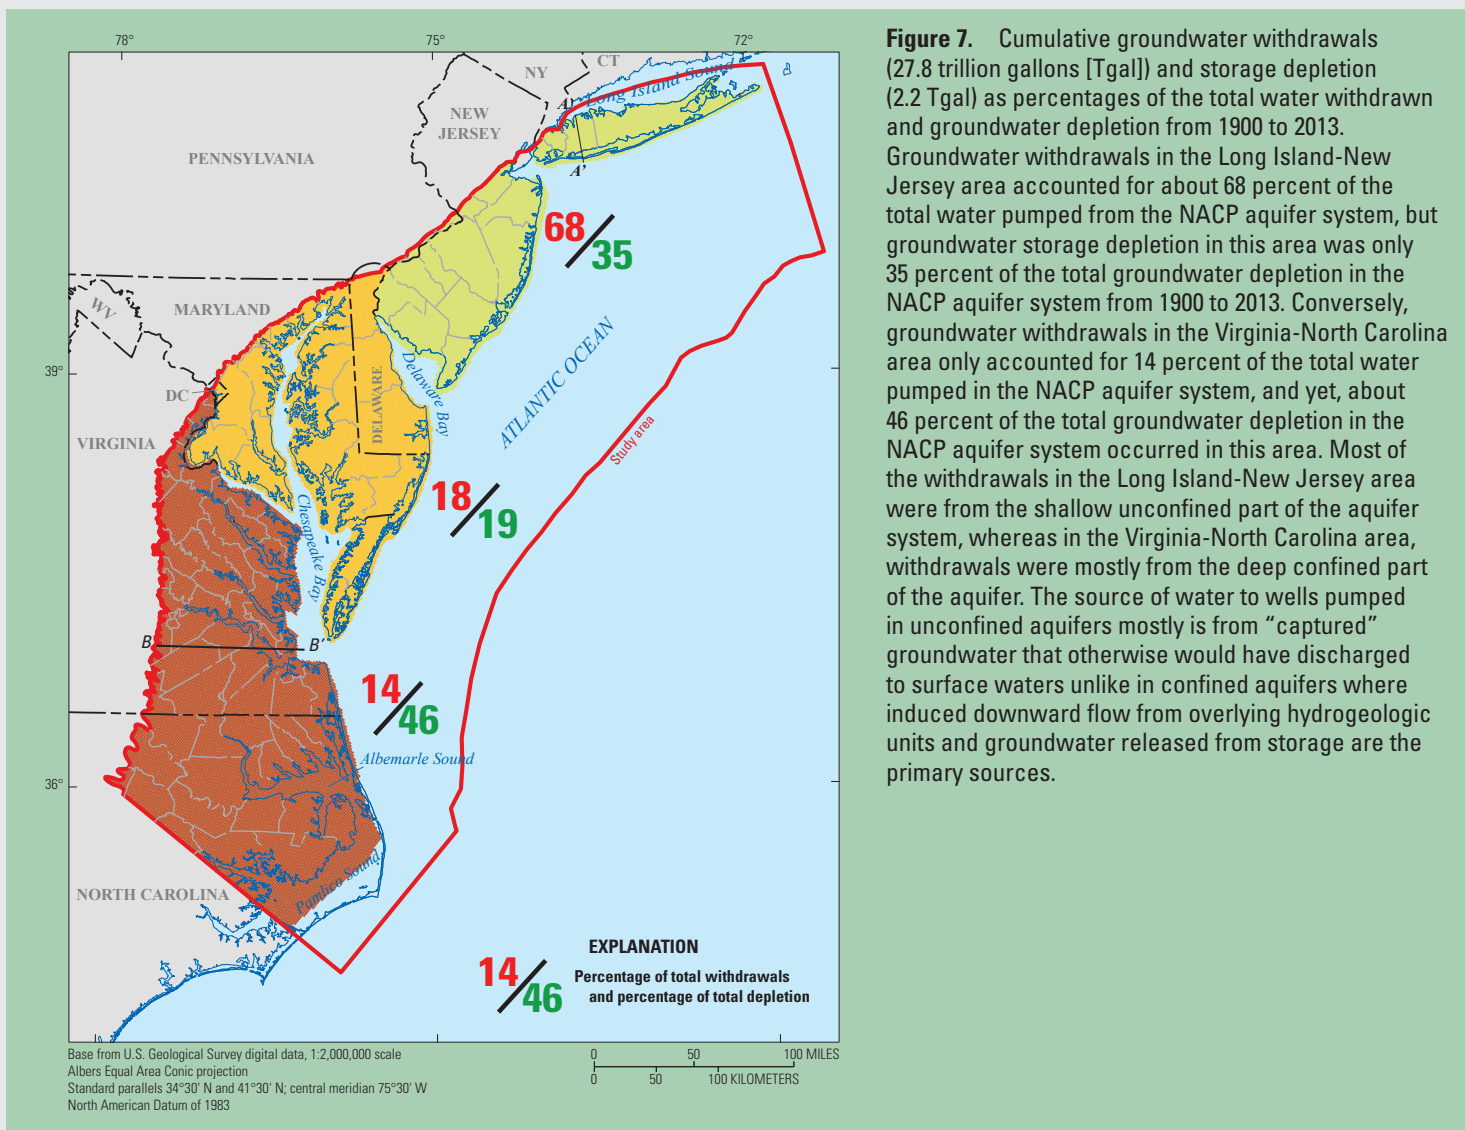 78°
75°
72°
NY
CT
Long Island Sound
A
NEW
JERSEY
A'
PENNSYLVANIA
68
35
WV
MARYLAND
39°
DC
DELAWARE
Delaware Bay
ATLANTIC OCEAN
Study area
VIRGINIA
18
19
Chesapeake Bay
B
B'
14
46
Albemarle Sound
36°
NORTH CAROLINA
Pamlico Sound
EXPLANATION
14
46
Percentage of total withdrawals
and percentage of total depletion
Base from U.S. Geological Survey digital data, 1:2,000,000 scale
Albers Equal Area Conic projection
Standard parallels 34°30' N and 41°30' N; central meridian 75°30' W
North American Datum of 1983
0 50 100 MILES
0 50 100 KILOMETERS
Figure 7. Cumulative groundwater withdrawals
(27.8 trillion gallons [Tgal]) and storage depletion
(2.2 Tgal) as percentages of the total water withdrawn
and groundwater depletion from 1900 to 2013.
Groundwater withdrawals in the Long Island-New
Jersey area accounted for about 68 percent of the
total water pumped from the NACP aquifer system, but
groundwater storage depletion in this area was only
35 percent of the total groundwater depletion in the
NACP aquifer system from 1900 to 2013. Conversely,
groundwater withdrawals in the Virginia-North Carolina
area only accounted for 14 percent of the total water
pumped in the NACP aquifer system, and yet, about
46 percent of the total groundwater depletion in the
NACP aquifer system occurred in this area. Most of
the withdrawals in the Long Island-New Jersey area
were from the shallow unconfined part of the aquifer
system, whereas in the Virginia-North Carolina area,
withdrawals were mostly from the deep confined part
of the aquifer. The source of water to wells pumped
in unconfined aquifers mostly is from “captured”
groundwater that otherwise would have discharged
to surface waters unlike in confined aquifers where
induced downward flow from overlying hydrogeologic
units and groundwater released from storage are the
primary sources.